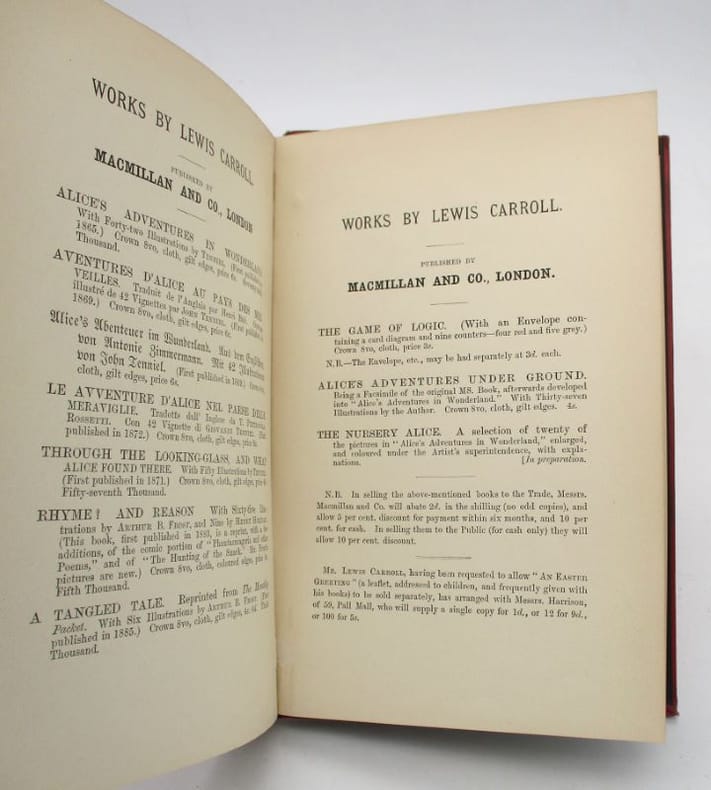 WORKS BY LEWIS CARROLL.
PUBLISHED BY
MACMILLAN AND CO., LONDON
ALICE'S ADVENTURES IN WONDERLAND
With Forty-two Illustrations by TENNIEL. (First published
1865.) Crown 8vo, cloth, gilt edges, price 6s.
Thousand.
AVENTURES D'ALICE AU PAYS DES MER
VEILLES. Traduit de l'Anglais par Henri
illustré de 42 Vignettes par JOHN TENNIEL. (First published
1869.) Crown 8vo, cloth, gilt edges, price 6s.
Alice's Abenteuer im Wunderland. Aus dem Englischen,
von Antonie Zimmermann. Mit 42 Illustrationen
von John Tenniel. (First published in 1869.)
cloth, gilt edges, price 6s.
LE AVVENTURE D'ALICE NEL PAESE DELLE
MERAVIGLIE. Tradotte dall' Inglese da T.
ROSSETTI. Con 42 Vignette di GIOVANNI TENNIEL. (First
published in 1872.) Crown 8vo, cloth, gilt edges, price 6s.
THROUGH THE LOOKING-GLASS, AND WHAT
ALICE FOUND THERE. With Fifty Illustrations by TENNIEL.
(First published in 1871.) Crown 8vo, cloth, gilt edges, price 6s.
Fifty-seventh Thousand.
RHYME? AND REASON With Sixty-five Illus-
trations by ARTHUR B. FROST, and Nine by HENRY HOLIDAY.
(This book, first published in 1883, is a reprint, with a few
additions, of the comic portion of "Phantasmagoria and other
Poems," and of "The Hunting of the Snark."
pictures are new.) Crown 8vo, cloth, coloured edges, price
Fifth Thousand.
A TANGLED TALE. Reprinted from The Monthly
Packet. With Six Illustrations by ARTHUR B. FROST. (First
published in 1885.) Crown 8vo, cloth, gilt edges,
Thousand.
WORKS BY LEWIS CARROLL.
PUBLISHED BY
MACMILLAN AND CO., LONDON.
THE GAME OF LOGIC. (With an Envelope con-
taining a card diagram and nine counters—four red and five grey.)
Crown 8vo, cloth, price 3s.
N.B.—The Envelope, etc., may be had separately at 3d. each.
ALICE'S ADVENTURES UNDER GROUND.
Being a Facsimile of the original MS. Book, afterwards developed
into "Alice's Adventures in Wonderland." With Thirty-seven
Illustrations by the Author. Crown 8vo, cloth, gilt edges. 4s.
THE NURSERY ALICE. A selection of twenty of
the pictures in "Alice's Adventures in Wonderland," enlarged,
and coloured under the Artist's superintendence, with expla-
nations. [In preparation.
N.B. In selling the above-mentioned books to the Trade, Messrs.
Macmillan and Co. will abate 2d. in the shilling (no odd copies), and
allow 5 per cent. discount for payment within six months, and 10 per
cent. for cash. In selling them to the Public (for cash only) they will
allow 10 per cent. discount.
MR. LEWIS CARROLL, having been requested to allow "AN EASTER
GREETING" (a leaflet, addressed to children, and frequently given with
his books) to be sold separately, has arranged with Messrs. Harrison,
of 59, Pall Mall, who will supply a single copy for 1d., or 12 for 9d.,
or 100 for 5s.